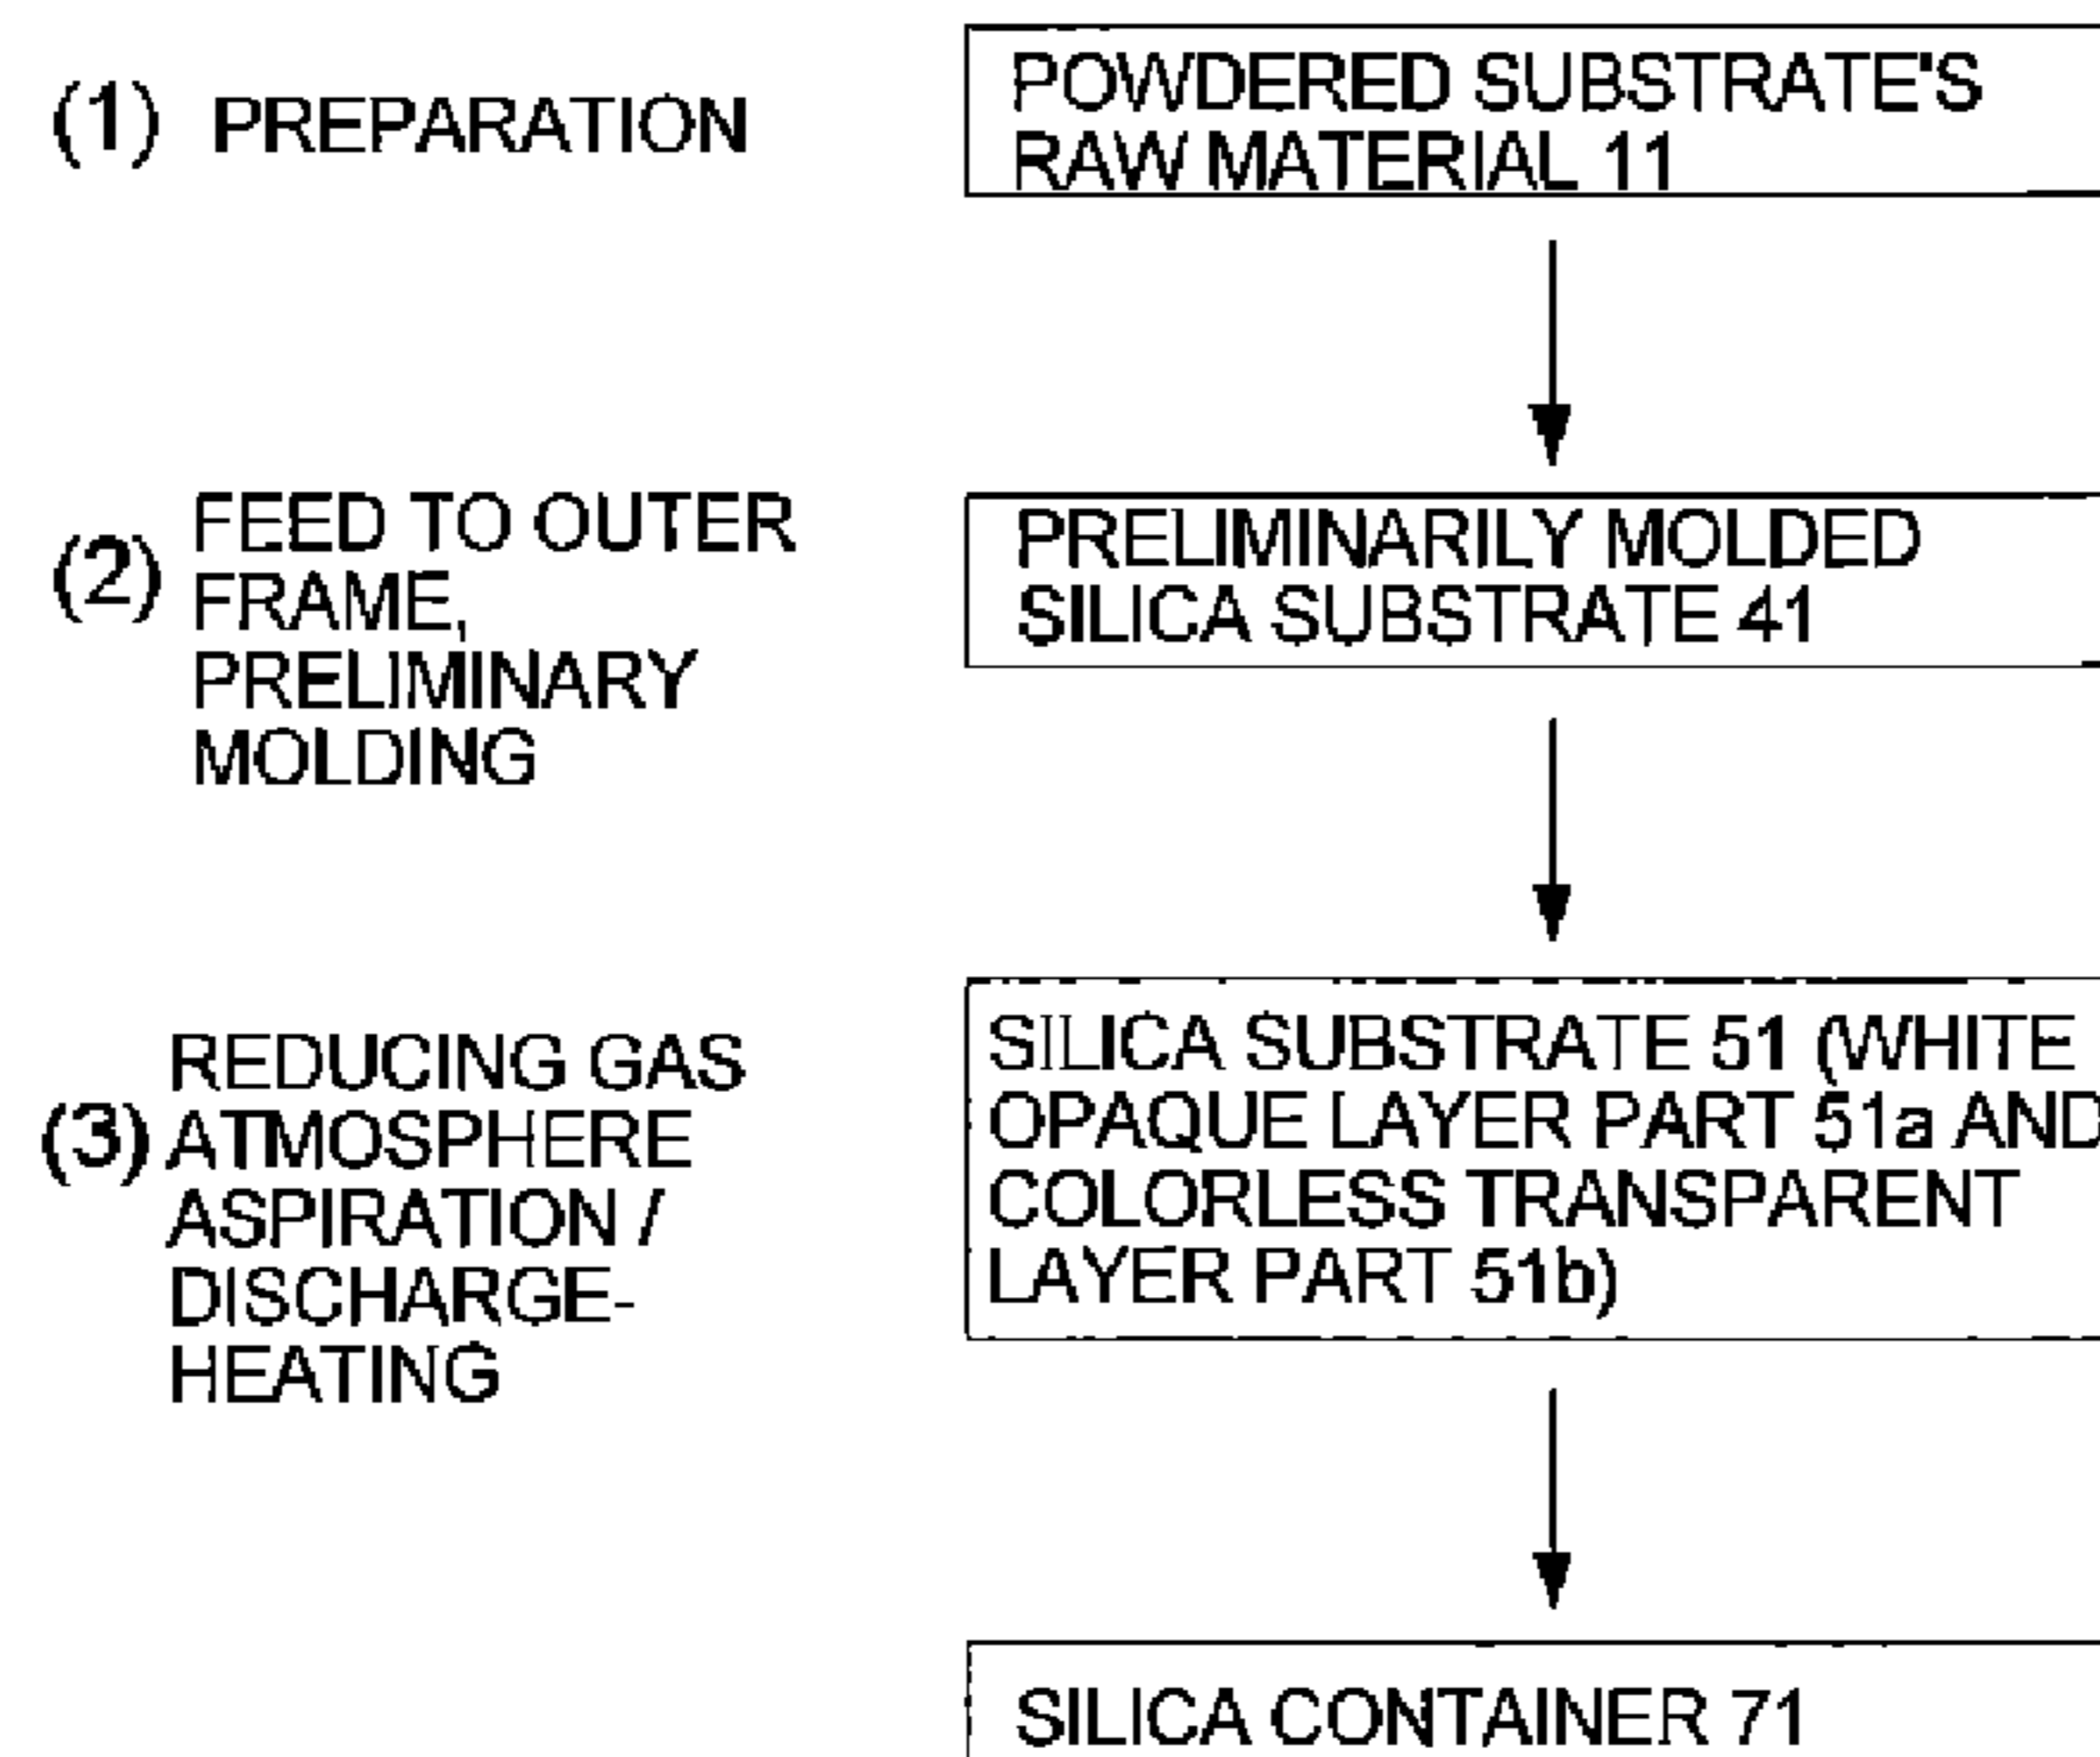 (1) PREPARATION
POWDERED SUBSTRATE'S
RAW MATERIAL 11
(2) FEED TO OUTER
FRAME,
PRELIMINARY
MOLDING
PRELIMINARILY MOLDED
SILICA SUBSTRATE 41
(3) REDUCING GAS
ATMOSPHERE
ASPIRATION /
DISCHARGE-
HEATING
SILICA SUBSTRATE 51 (WHITE
OPAQUE LAYER PART 51a AND
COLORLESS TRANSPARENT
LAYER PART 51b)
SILICA CONTAINER 71